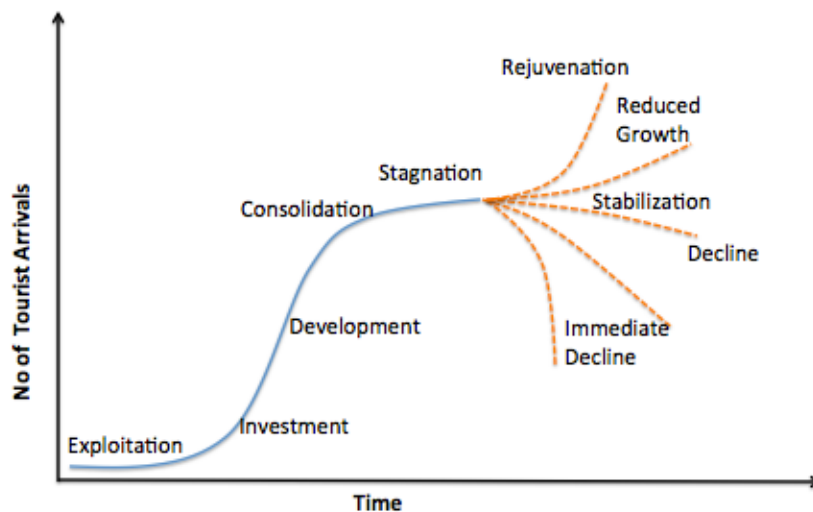 Rejuvenation
Reduced
Growth
Stagnation
Consolidation
Stabilization
Decline
Development
Immediate
Decline
Investment
Exploitation
No of Tourist Arrivals
Time